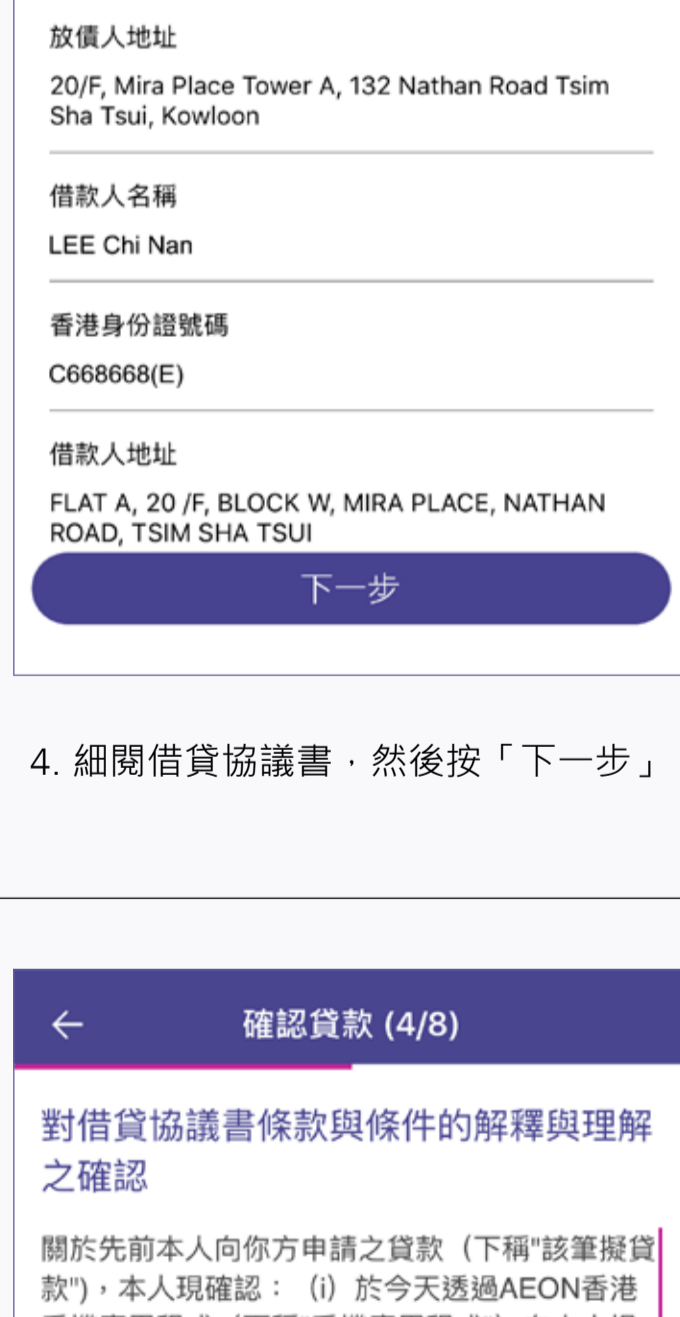 放債人地址
20/F, Mira Place Tower A, 132 Nathan Road Tsim
Sha Tsui, Kowloon
借款人名稱
LEE Chi Nan
香港身份證號碼
C668668(E)
借款人地址
FLAT A, 20 /F, BLOCK W, MIRA PLACE, NATHAN
ROAD, TSIM SHA TSUI
下一步
4. 細閱借貸協議書，然後按「下一步」
確認貸款 (4/8)
對借貸協議書條款與條件的解釋與理解
之確認
關於先前本人向你方申請之貸款（下稱"該筆擬貸
款")，本人現確認：（i）於今天透過AEON香港